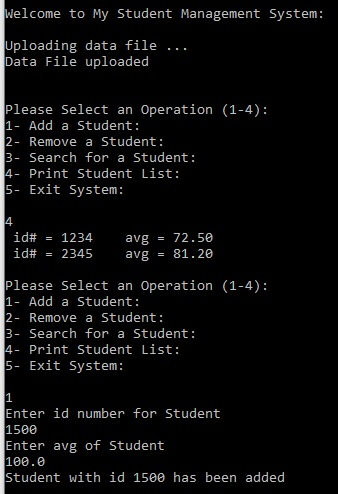 Welcome to My Student Management System:
Uploading data file ...
Data File uploaded
Please Select an Operation (1-4):
1- Add a Student:
2- Remove a Student:
3- Search for a Student:
4- Print Student List:
5- Exit System:
4
id# = 1234    avg = 72.50
id# = 2345    avg = 81.20
Please Select an Operation (1-4):
1- Add a Student:
2- Remove a Student:
3- Search for a Student:
4- Print Student List:
5- Exit System:
1
Enter id number for Student
1500
Enter avg of Student
100.0
Student with id 1500 has been added